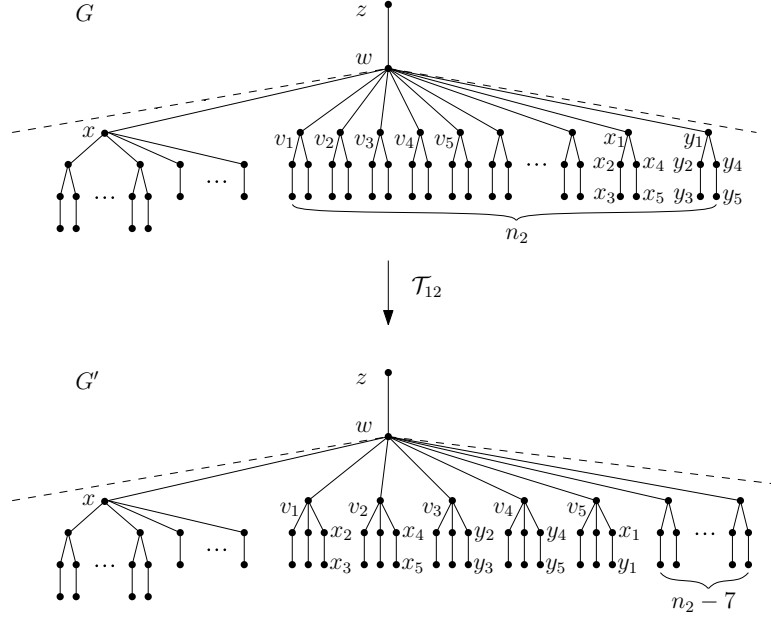 G
z
w
x
v₁ v₂ v₃ v₄ v₅ x₁ y₁
... x₂ x₄ y₂ y₄
... ... x₃ x₅ y₃ y₅
n₂
𝒯₁₂
G′
z
w
x
v₁ v₂ v₃ v₄ v₅
x₂ x₄ y₂ y₄ x₁ ...
... ... x₃ x₅ y₃ y₅ y₁
n₂ − 7